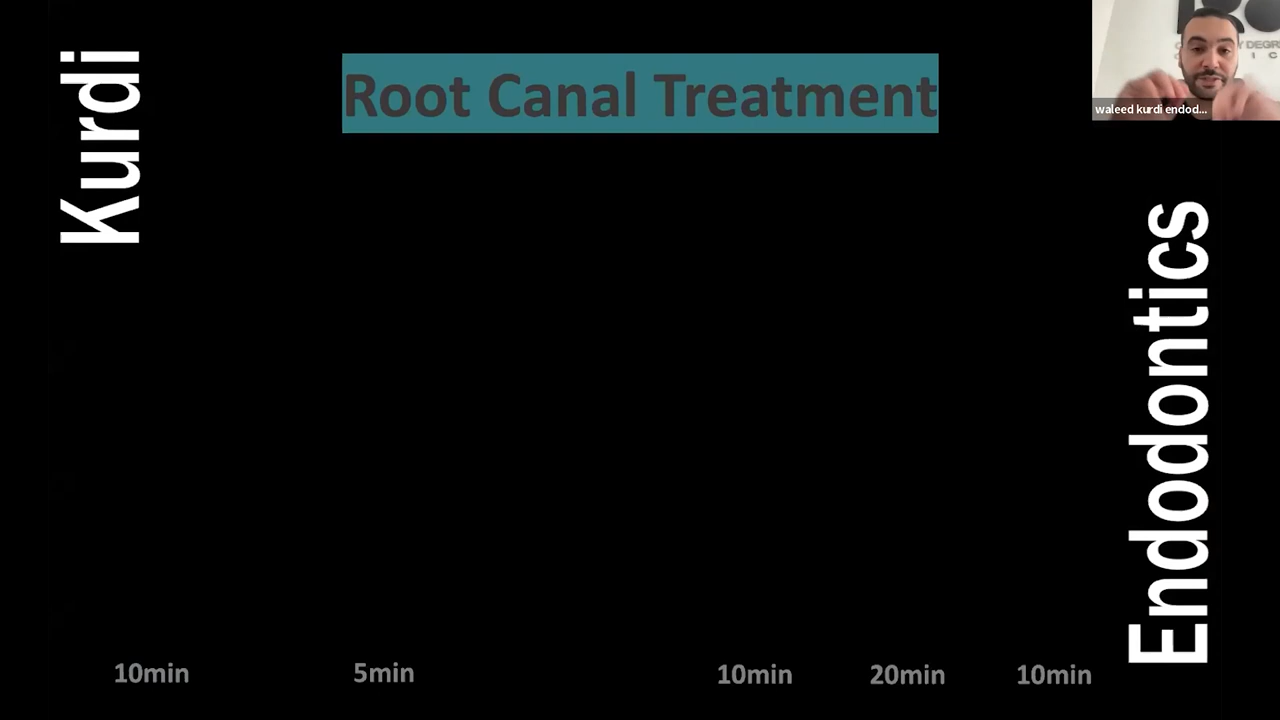 Kurdi
Root Canal Treatment
waleed kurdi endod...
Endodontics
10min
5min
10min
20min
10min